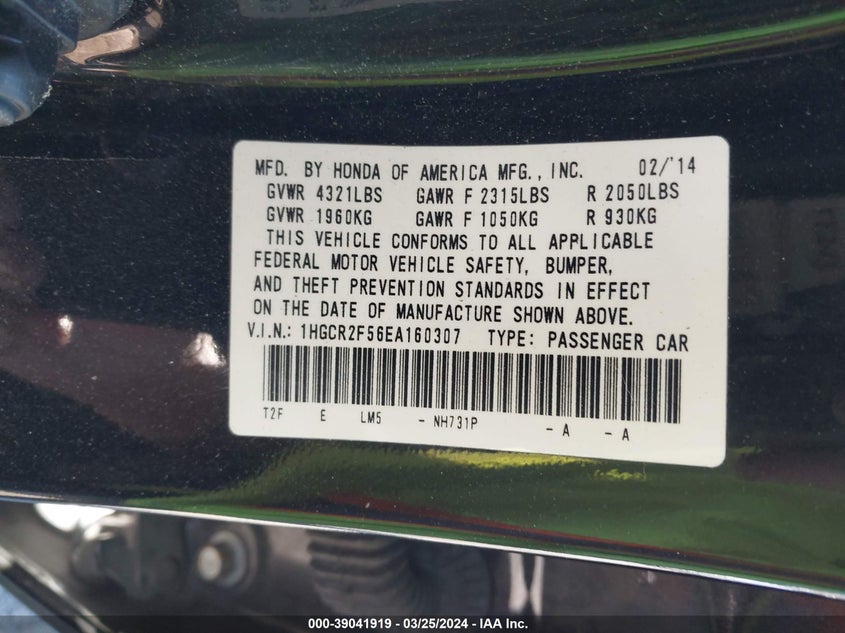 MFD. BY HONDA OF AMERICA MFG., INC. 02/'14
GVWR 4321LBS GAWR F 2315LBS R 2050LBS
GVWR 1960KG GAWR F 1050KG R 930KG
THIS VEHICLE CONFORMS TO ALL APPLICABLE
FEDERAL MOTOR VEHICLE SAFETY, BUMPER,
AND THEFT PREVENTION STANDARDS IN EFFECT
ON THE DATE OF MANUFACTURE SHOWN ABOVE.
V.I.N.: 1HGCR2F56EA160307 TYPE: PASSENGER CAR
T2F E LM5 - NH731P - A - A
000-39041919 / 03/25/2024 - IAA Inc.